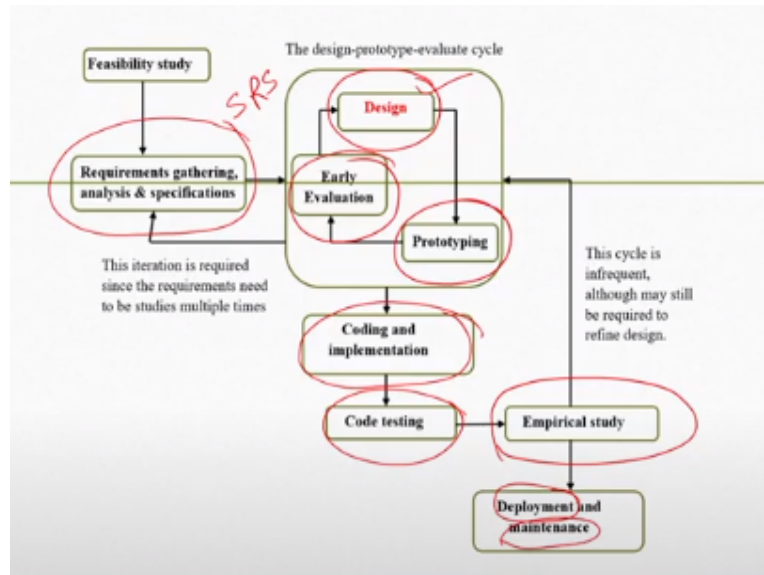 The design-prototype-evaluate cycle
Feasibility study
SRS
Design
Requirements gathering,
analysis & specifications
Early
Evaluation
Prototyping
This iteration is required
since the requirements need
to be studies multiple times
This cycle is
infrequent,
although may still
be required to
refine design.
Coding and
implementation
Code testing
Empirical study
Deployment and
maintenance